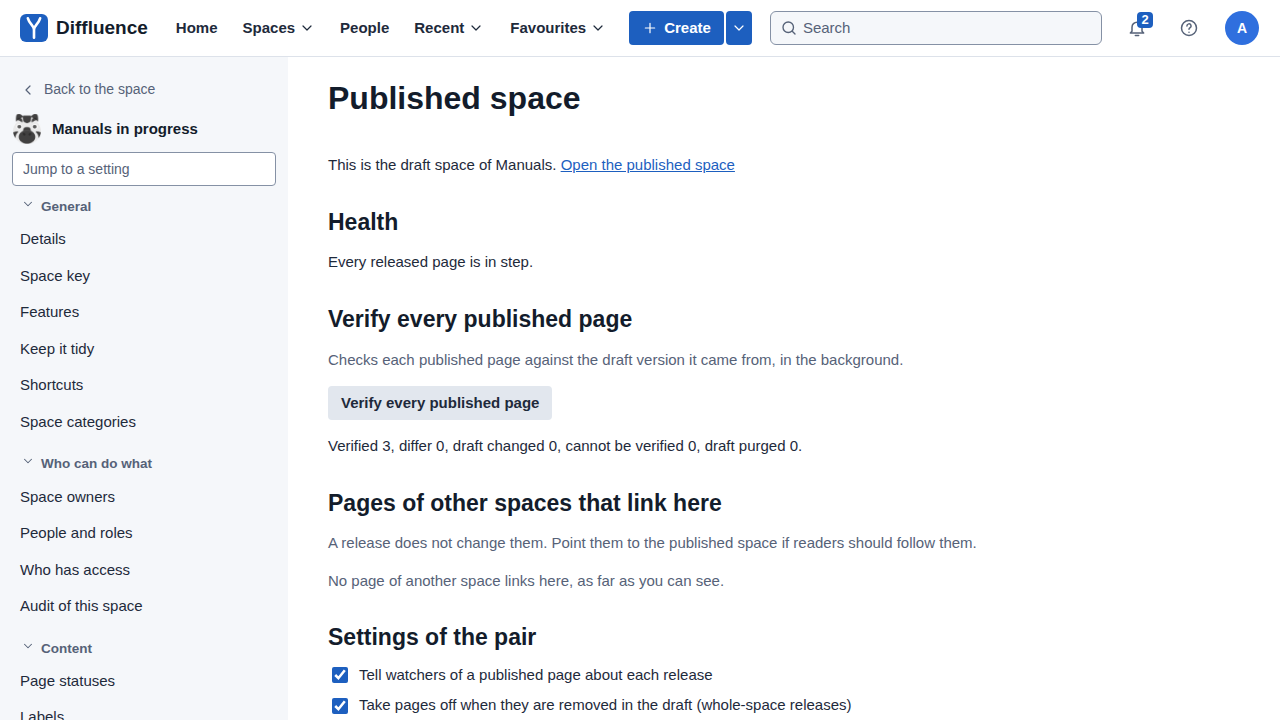 Diffluence Home Spaces People Recent Favourites Create Search 2 A
Back to the space
Manuals in progress
Jump to a setting
General
Details
Space key
Features
Keep it tidy
Shortcuts
Space categories
Who can do what
Space owners
People and roles
Who has access
Audit of this space
Content
Page statuses
Labels
Published space
This is the draft space of Manuals. Open the published space
Health
Every released page is in step.
Verify every published page
Checks each published page against the draft version it came from, in the background.
Verify every published page
Verified 3, differ 0, draft changed 0, cannot be verified 0, draft purged 0.
Pages of other spaces that link here
A release does not change them. Point them to the published space if readers should follow them.
No page of another space links here, as far as you can see.
Settings of the pair
Tell watchers of a published page about each release
Take pages off when they are removed in the draft (whole-space releases)